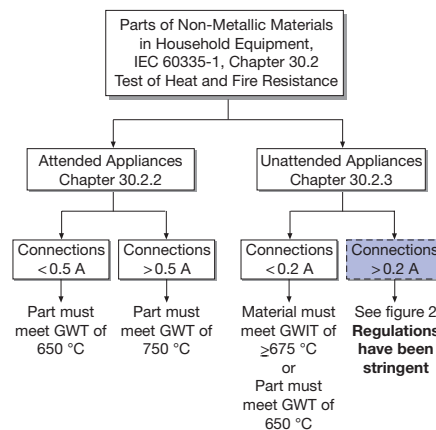 Parts of Non-Metallic Materials
in Household Equipment,
IEC 60335-1, Chapter 30.2
Test of Heat and Fire Resistance
Attended Appliances
Chapter 30.2.2
Unattended Appliances
Chapter 30.2.3
Connections
<0.5 A
Connections
>0.5 A
Connections
<0.2 A
Connections
>0.2 A
Part must
meet GWT of
650 °C
Part must
meet GWT of
750 °C
Material must
meet GWIT of
≥675 °C
or
Part must
meet GWT of
650 °C
See figure 2
Regulations
have been
stringent